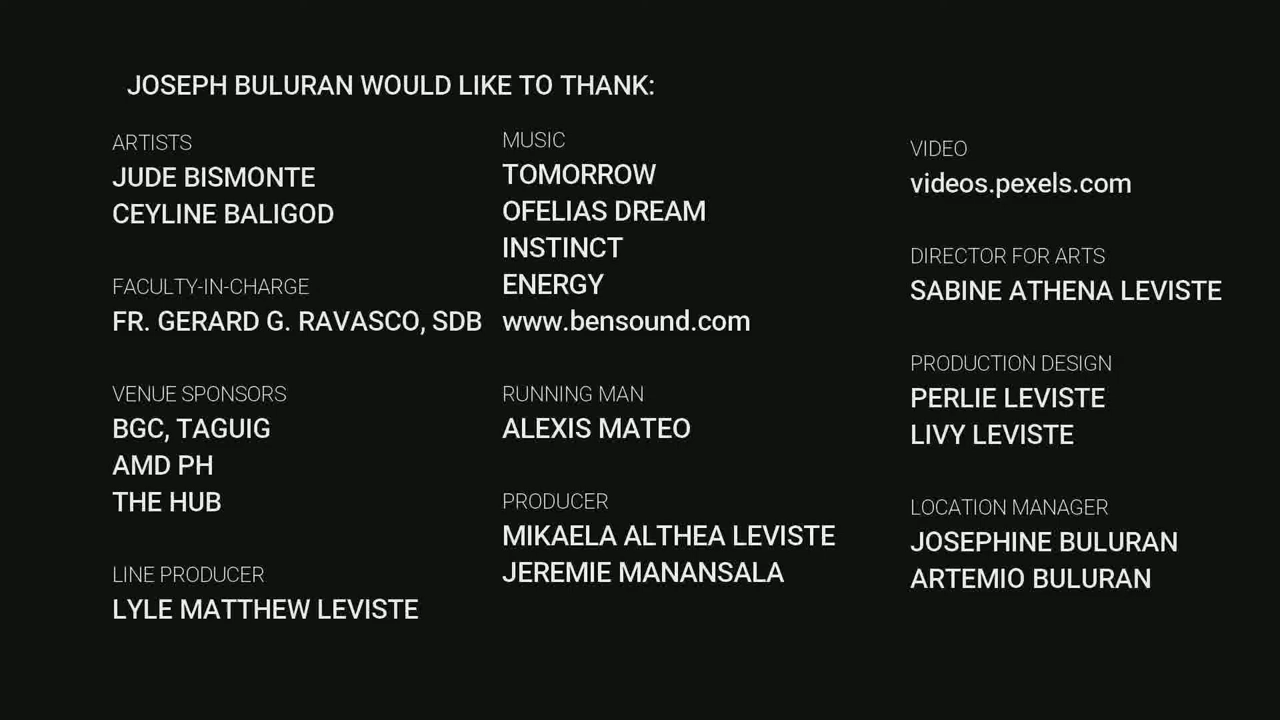 JOSEPH BULURAN WOULD LIKE TO THANK:
ARTISTS
JUDE BISMONTE
CEYLINE BALIGOD
FACULTY-IN-CHARGE
FR. GERARD G. RAVASCO, SDB
VENUE SPONSORS
BGC, TAGUIG
AMD PH
THE HUB
LINE PRODUCER
LYLE MATTHEW LEVISTE
MUSIC
TOMORROW
OFELIAS DREAM
INSTINCT
ENERGY
www.bensound.com
RUNNING MAN
ALEXIS MATEO
PRODUCER
MIKAELA ALTHEA LEVISTE
JEREMIE MANANSALA
VIDEO
videos.pexels.com
DIRECTOR FOR ARTS
SABINE ATHENA LEVISTE
PRODUCTION DESIGN
PERLIE LEVISTE
LIVY LEVISTE
LOCATION MANAGER
JOSEPHINE BULURAN
ARTEMIO BULURAN